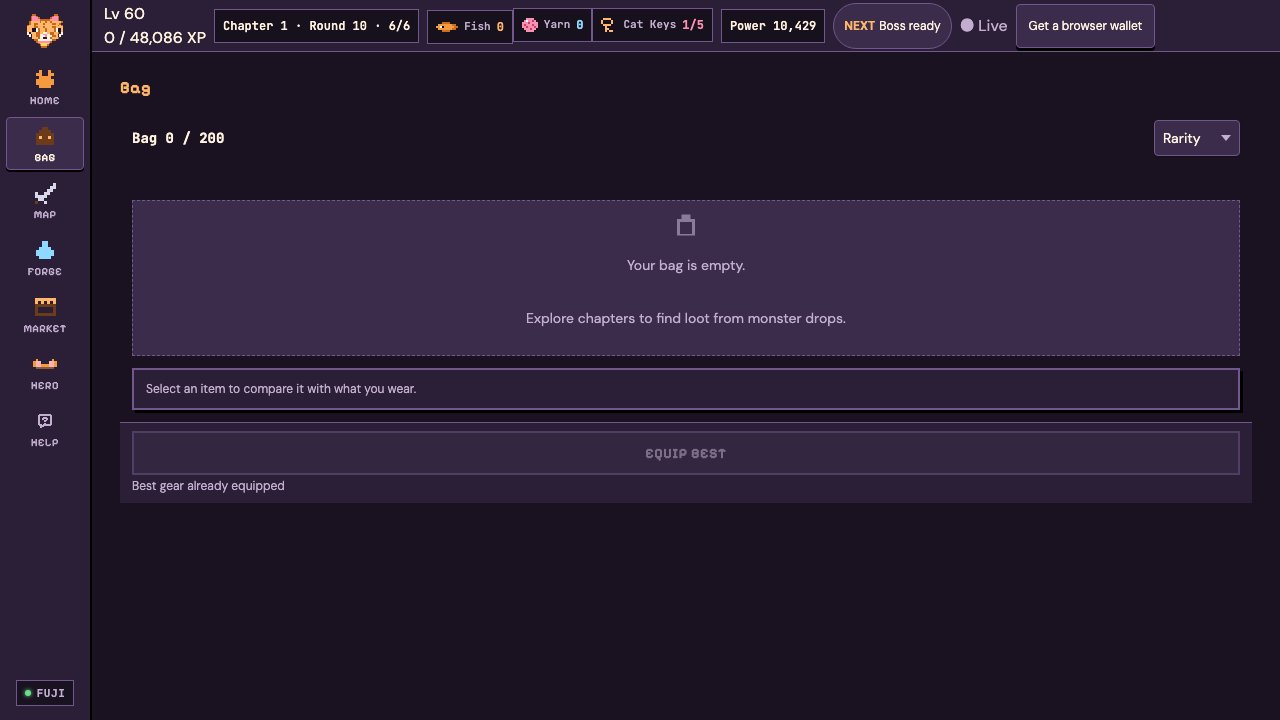 Lv 60
0 / 48,086 XP
Chapter 1 · Round 10 · 6/6
Fish 0
Yarn 0
Cat Keys 1/5
Power 10,429
NEXT Boss ready
Live
Get a browser wallet
HOME
BAG
MAP
FORGE
MARKET
HERO
HELP
FUJI
Bag
Bag 0 / 200
Rarity
Your bag is empty.
Explore chapters to find loot from monster drops.
Select an item to compare it with what you wear.
EQUIP BEST
Best gear already equipped